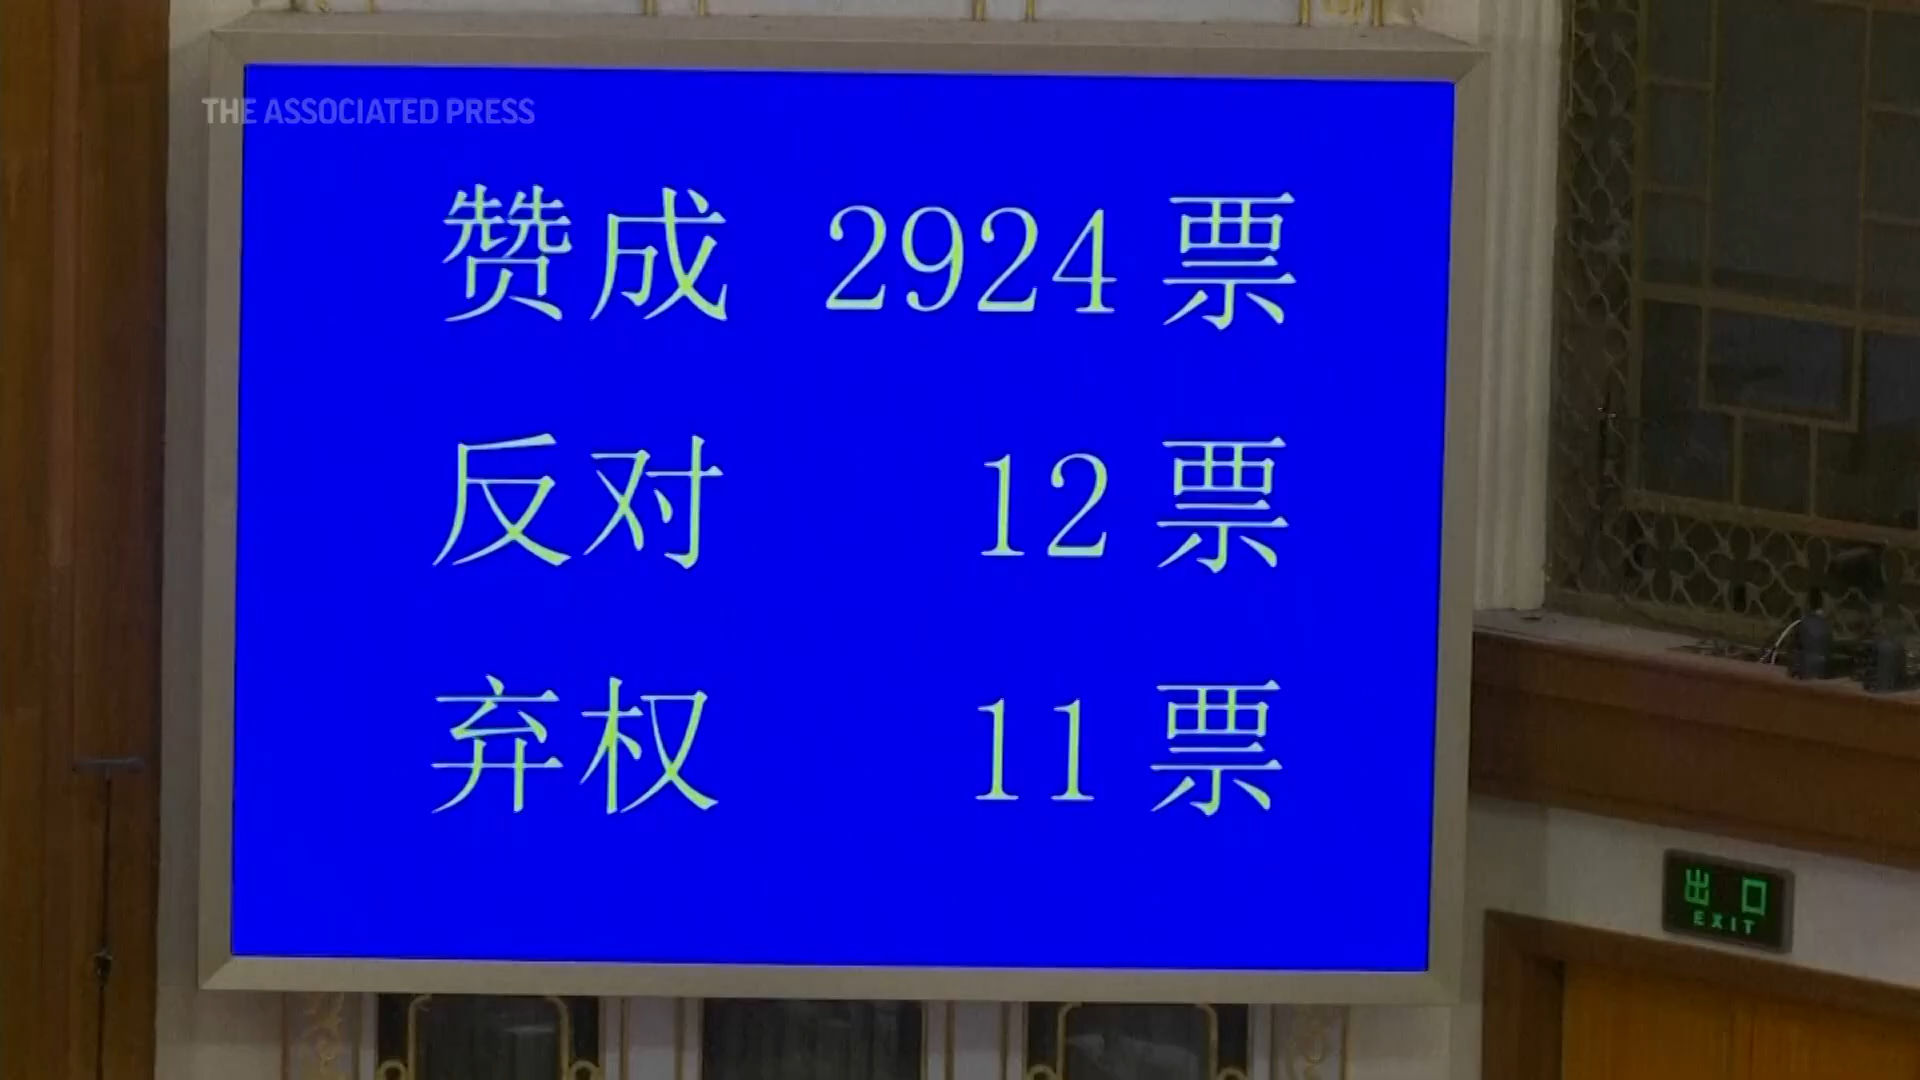 THE ASSOCIATED PRESS
赞成 2924 票
反对 12 票
弃权 11 票
出 口
EXIT